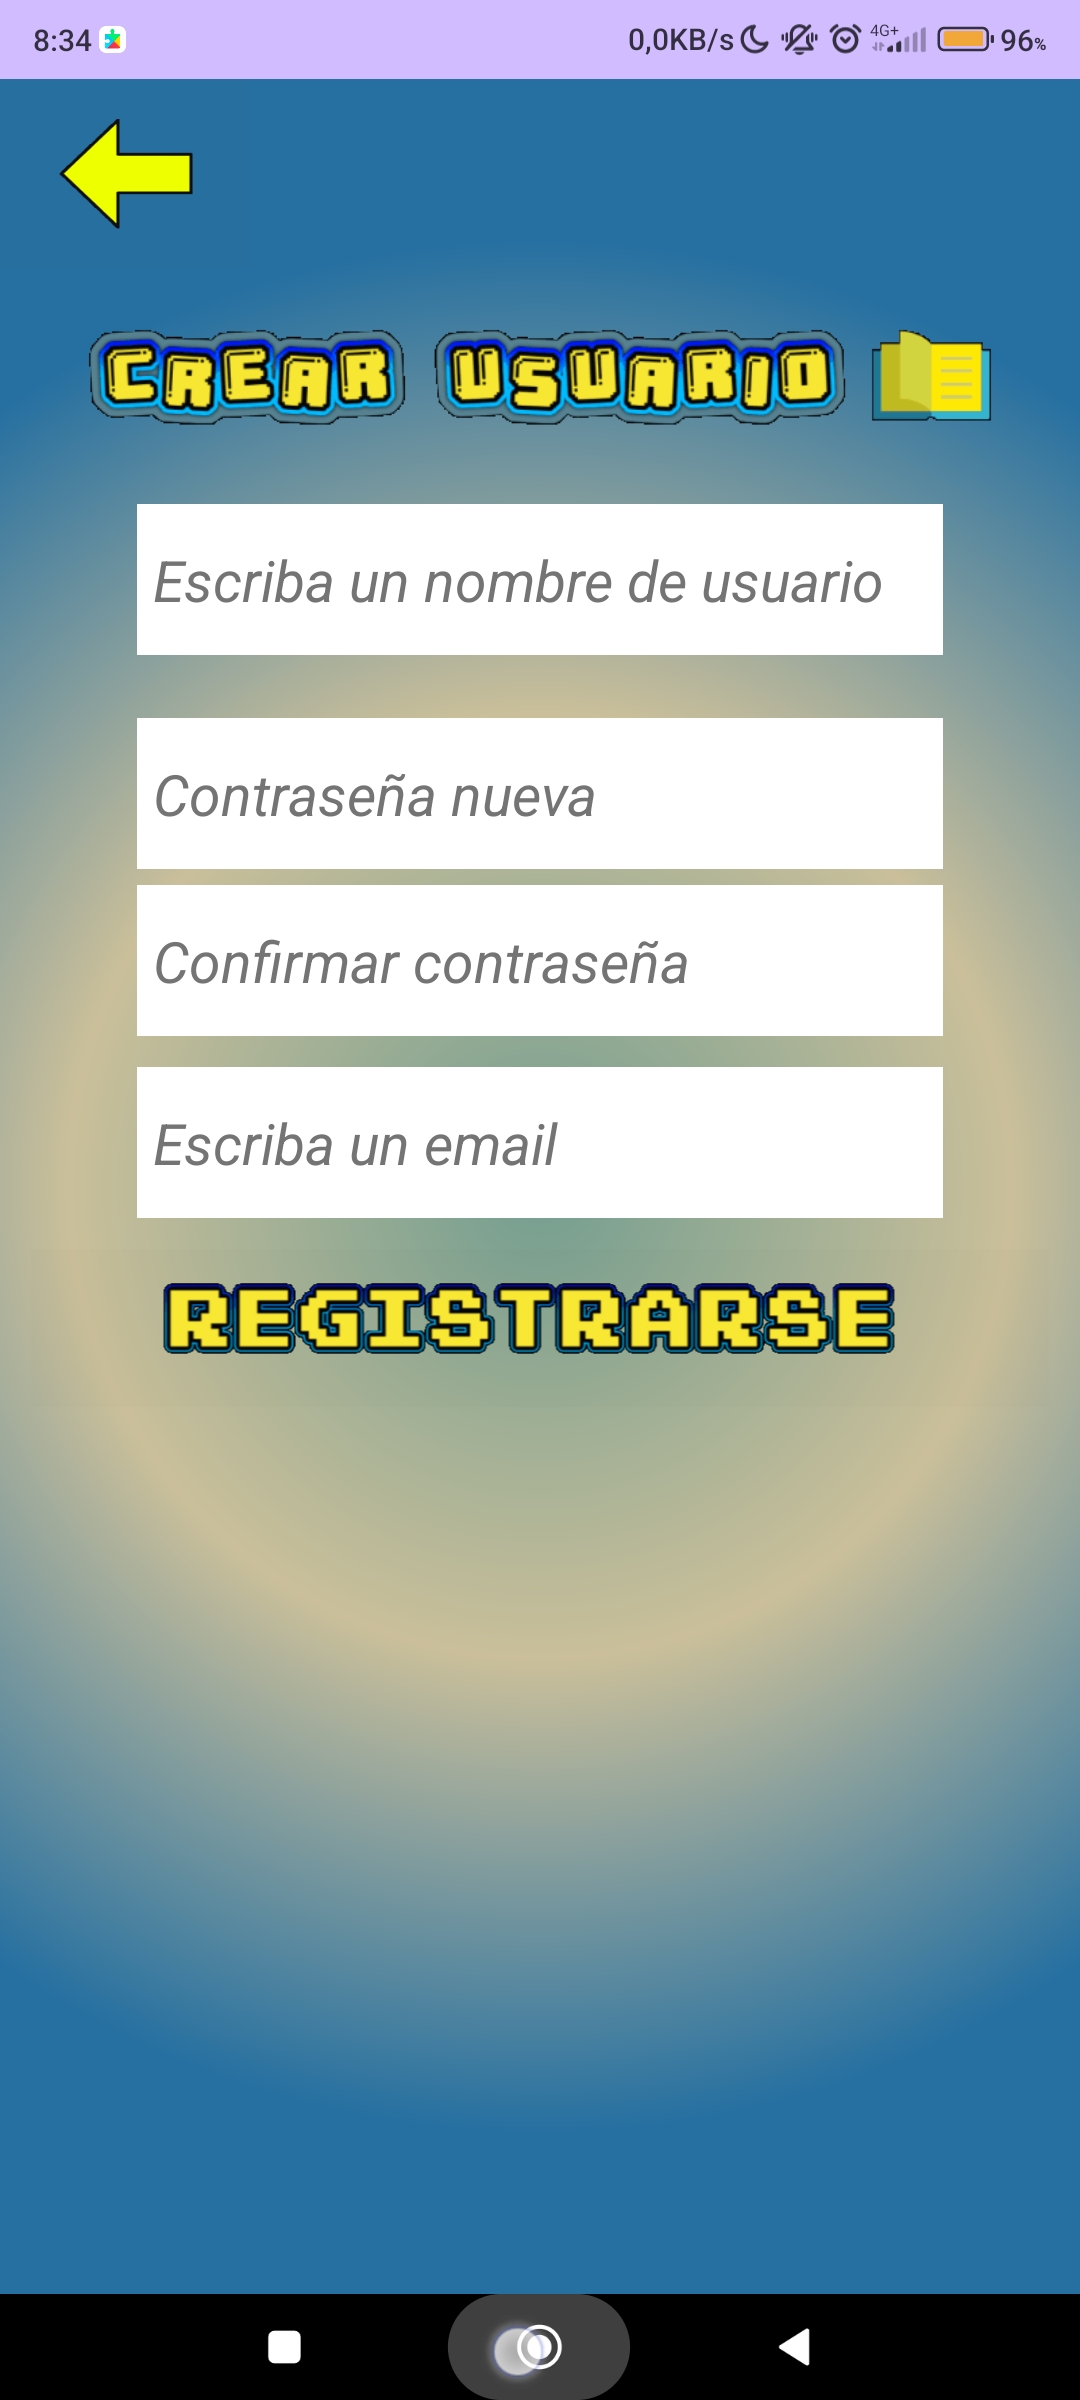 8:34 0,0KB/s 4G+ 96%
CREAR USUARIO
Escriba un nombre de usuario
Contraseña nueva
Confirmar contraseña
Escriba un email
REGISTRARSE